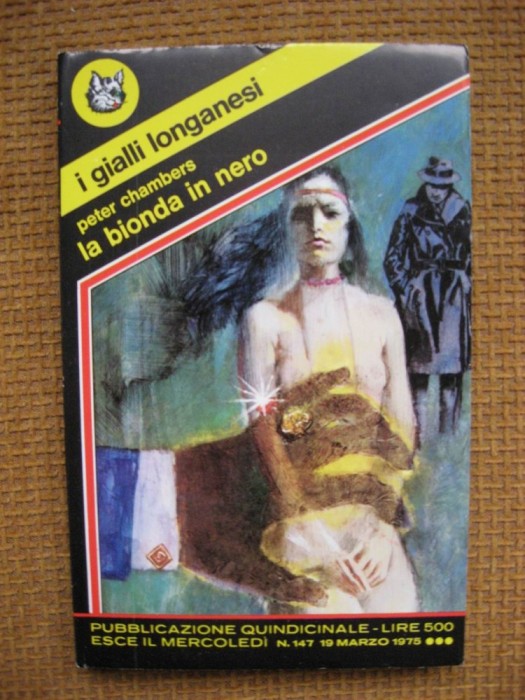 i gialli longanesi
peter chambers
la bionda in nero
PUBBLICAZIONE QUINDICINALE - LIRE 500
ESCE IL MERCOLEDÌ N. 147 19 MARZO 1975